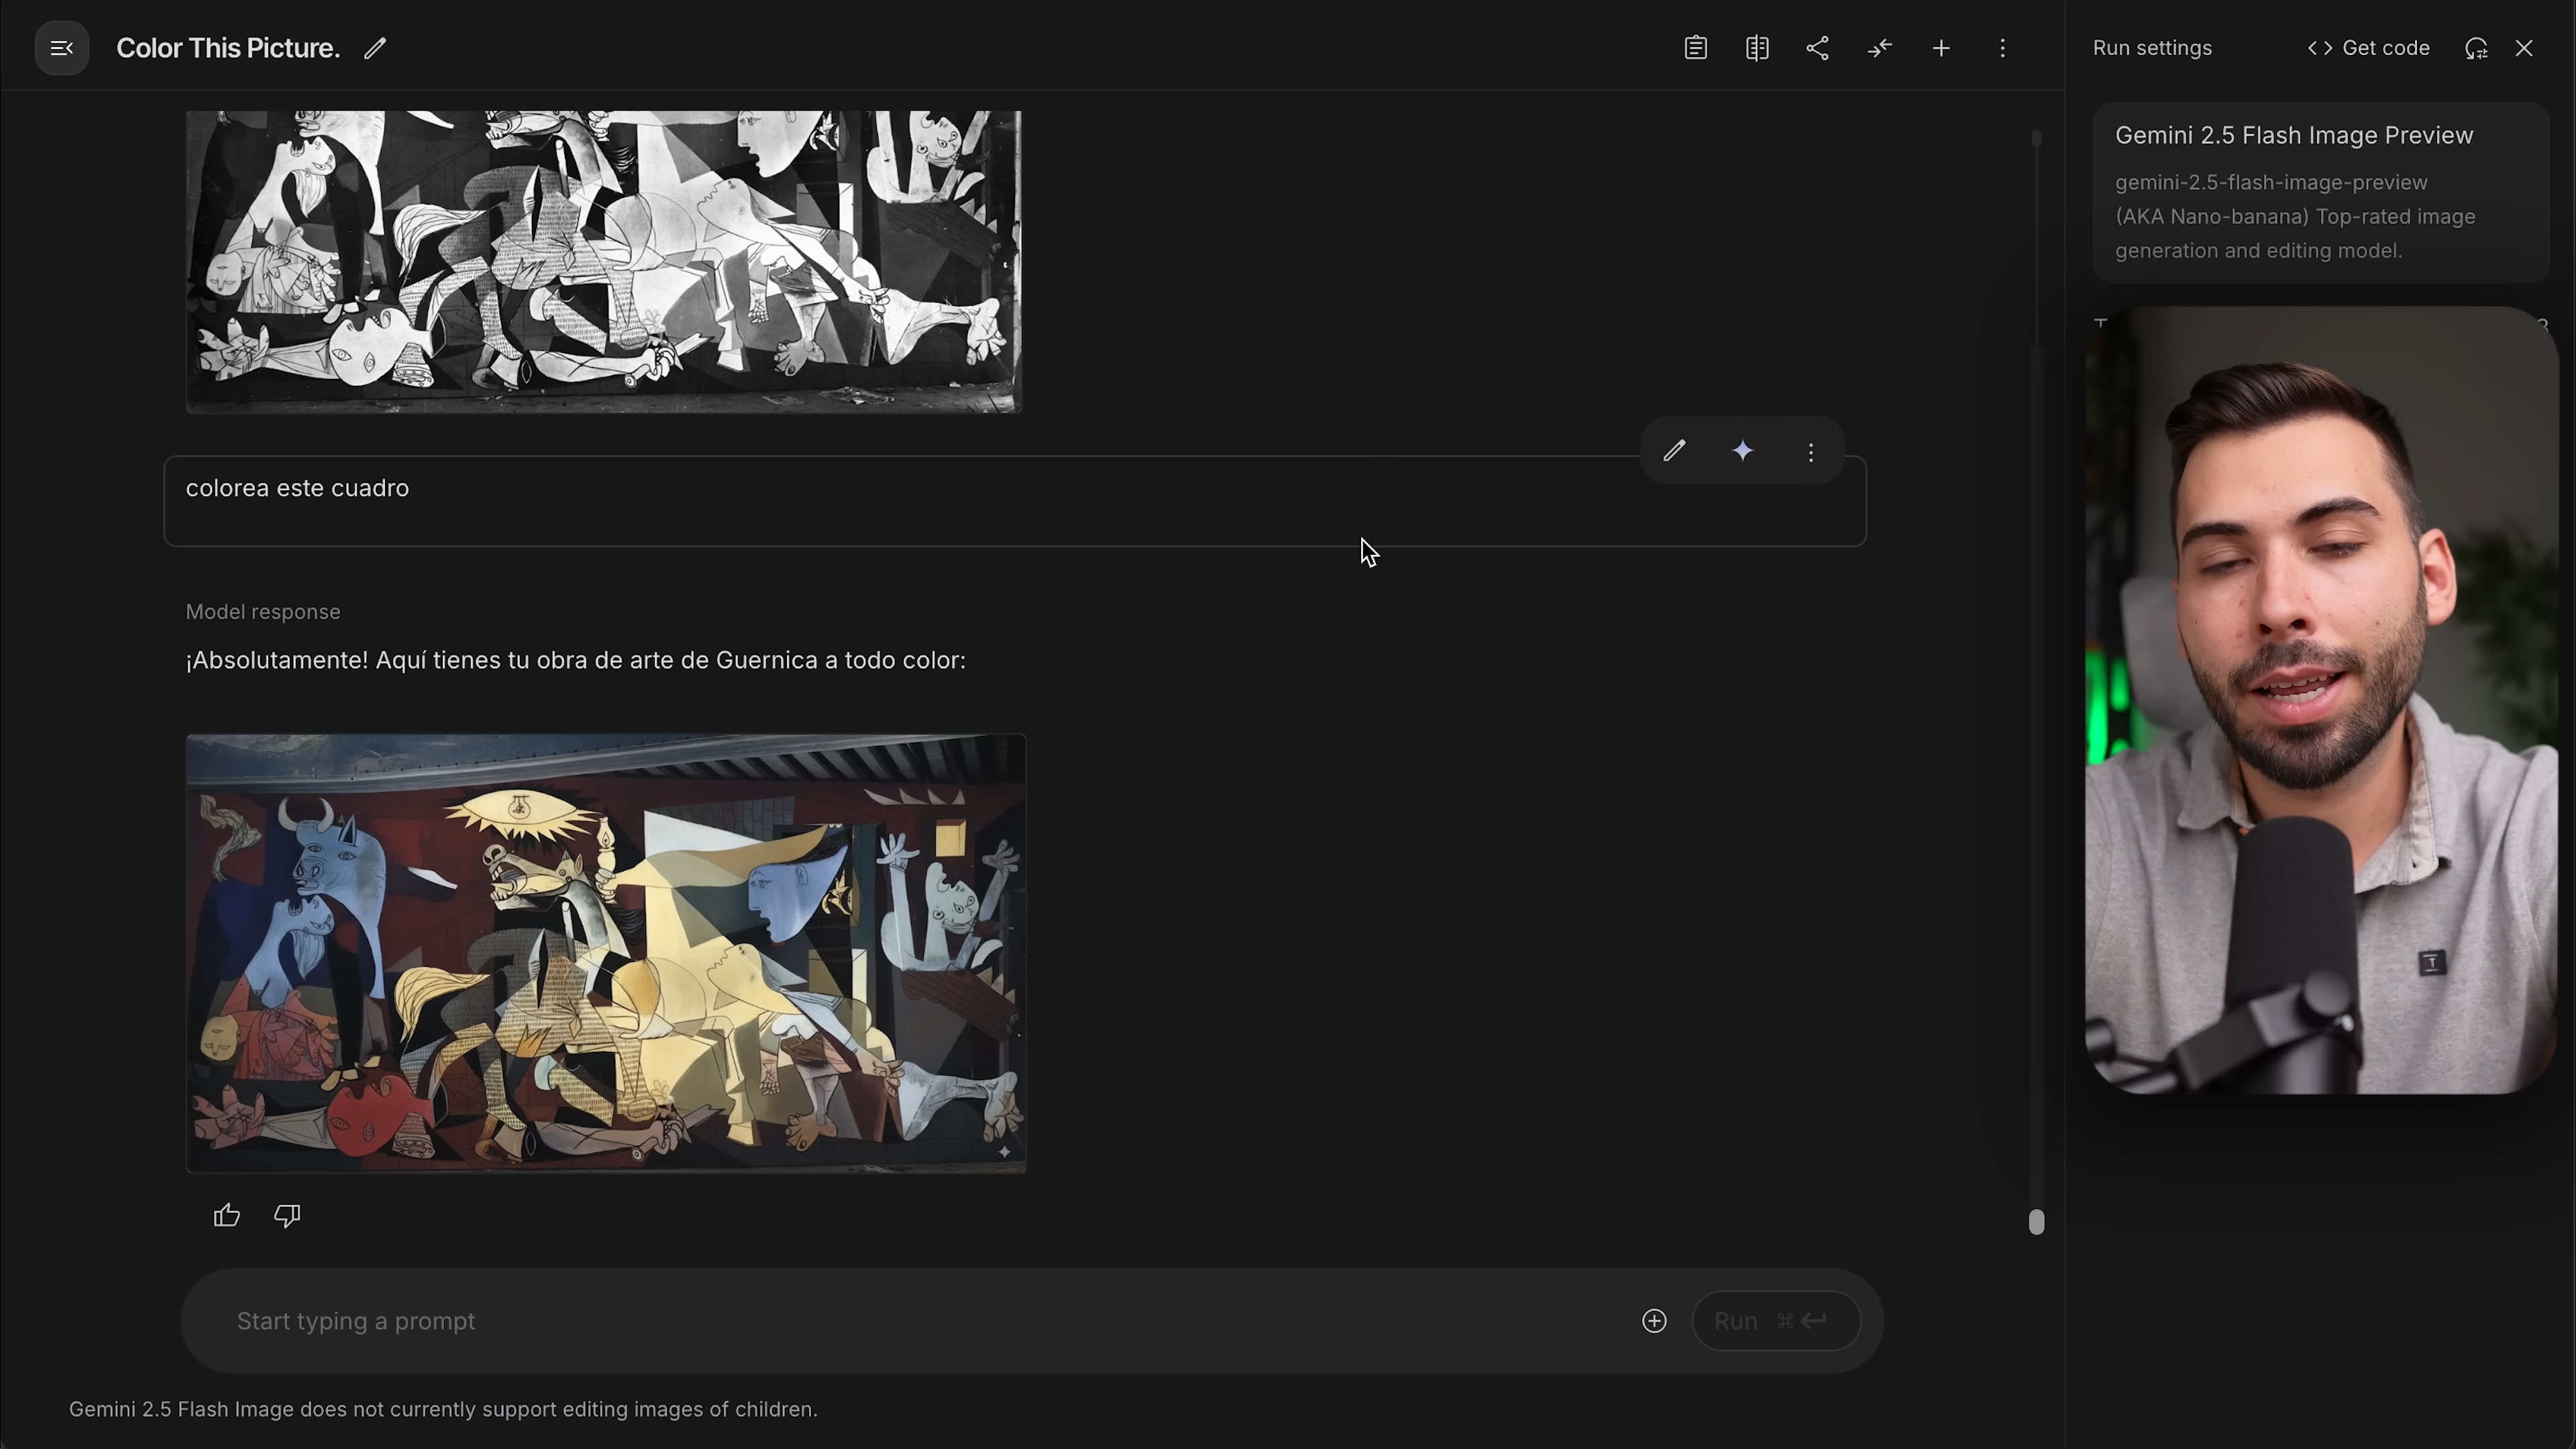 Color This Picture.
Run settings
Get code
Gemini 2.5 Flash Image Preview
gemini-2.5-flash-image-preview
(AKA Nano-banana) Top-rated image
generation and editing model.
colorea este cuadro
Model response
¡Absolutamente! Aquí tienes tu obra de arte de Guernica a todo color:
Start typing a prompt
Run ⌘
Gemini 2.5 Flash Image does not currently support editing images of children.